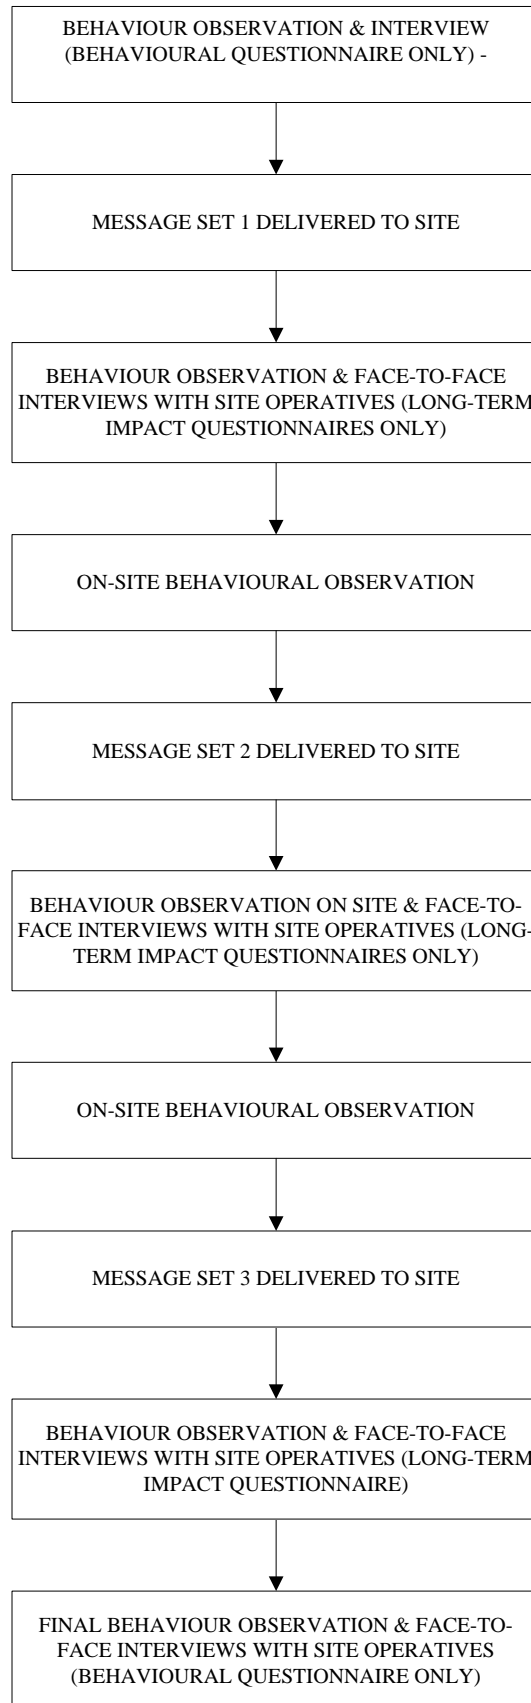 BEHAVIOUR OBSERVATION & INTERVIEW
(BEHAVIOURAL QUESTIONNAIRE ONLY) -
MESSAGE SET 1 DELIVERED TO SITE
BEHAVIOUR OBSERVATION & FACE-TO-FACE
INTERVIEWS WITH SITE OPERATIVES (LONG-TERM
IMPACT QUESTIONNAIRES ONLY)
ON-SITE BEHAVIOURAL OBSERVATION
MESSAGE SET 2 DELIVERED TO SITE
BEHAVIOUR OBSERVATION ON SITE & FACE-TO-
FACE INTERVIEWS WITH SITE OPERATIVES (LONG-
TERM IMPACT QUESTIONNAIRES ONLY)
ON-SITE BEHAVIOURAL OBSERVATION
MESSAGE SET 3 DELIVERED TO SITE
BEHAVIOUR OBSERVATION & FACE-TO-FACE
INTERVIEWS WITH SITE OPERATIVES (LONG-TERM
IMPACT QUESTIONNAIRE)
FINAL BEHAVIOUR OBSERVATION & FACE-TO-
FACE INTERVIEWS WITH SITE OPERATIVES
(BEHAVIOURAL QUESTIONNAIRE ONLY)